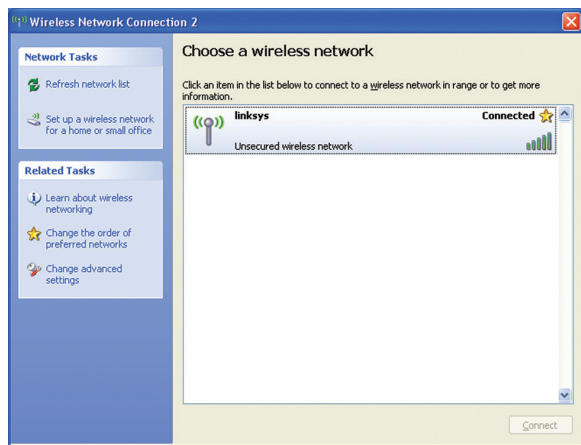 Wireless Network Connection 2
Network Tasks
Refresh network list
Set up a wireless network
for a home or small office
Related Tasks
Learn about wireless
networking
Change the order of
preferred networks
Change advanced
settings
Choose a wireless network
Click an item in the list below to connect to a wireless network in range or to get more
information.
linksys
Connected
Unsecured wireless network
Connect